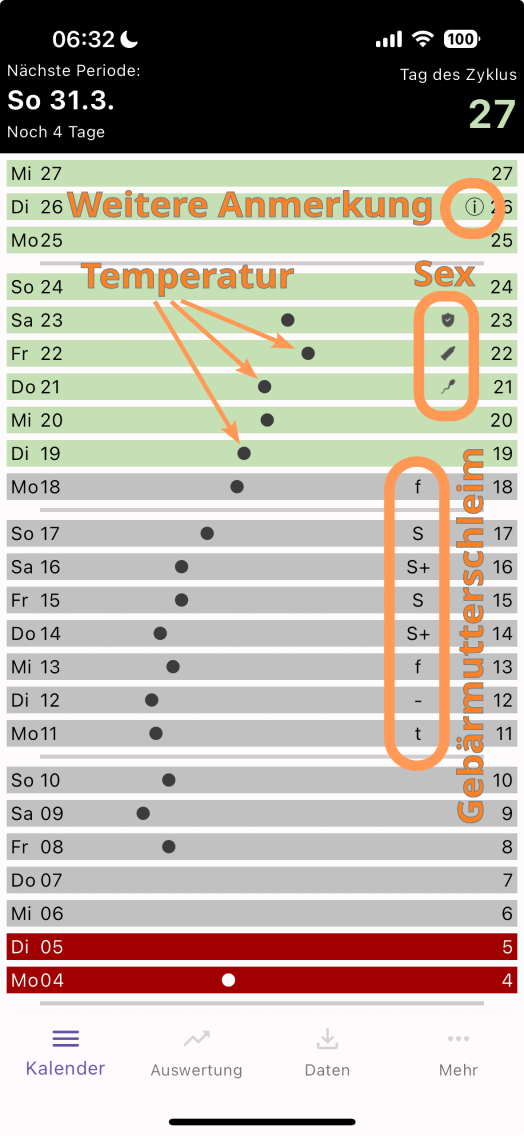 06:32
100
Nächste Periode:
Tag des Zyklus
So 31.3.
27
Noch 4 Tage
Mi 27 27
Di 26 Weitere Anmerkung 26
Mo 25 25
Temperatur Sex
So 24 24
Sa 23 23
Fr 22 22
Do 21 21
Mi 20 20
Di 19 19
Mo 18 f 18
So 17 S 17
Sa 16 S+ 16
Fr 15 S 15
Do 14 S+ 14
Mi 13 f 13
Di 12 - 12
Mo 11 t 11
Gebärmutterschleim
So 10 10
Sa 09 9
Fr 08 8
Do 07 7
Mi 06 6
Di 05 5
Mo 04 4
Kalender Auswertung Daten Mehr